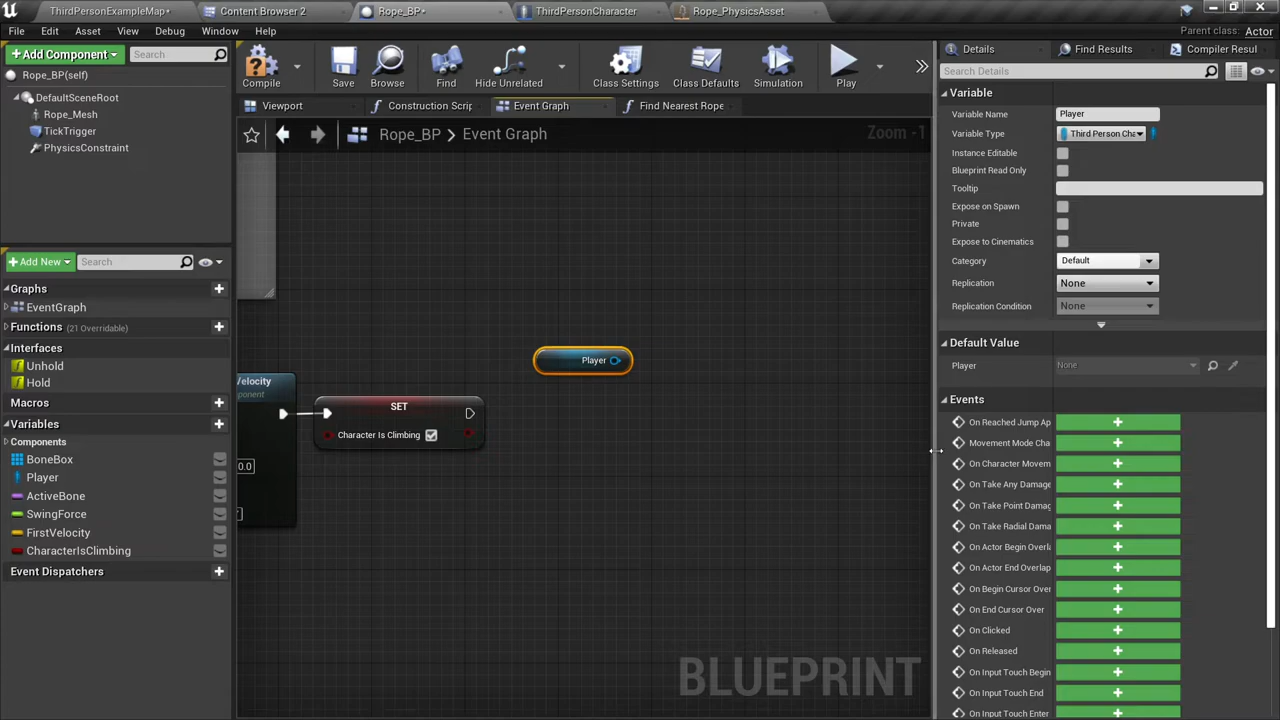 ThirdPersonExampleMap*
Content Browser 2
Rope_BP*
ThirdPersonCharacter
Rope_PhysicsAsset
File
Edit
Asset
View
Debug
Window
Help
Parent class: Actor
Add Component
Search
Rope_BP(self)
DefaultSceneRoot
Rope_Mesh
TickTrigger
PhysicsConstraint
Compile
Save
Browse
Find
Hide Unrelated
Class Settings
Class Defaults
Simulation
Play
Viewport
Construction Scrip
Event Graph
Find Nearest Rope
Rope_BP > Event Graph
Zoom -1
Add New
Search
Graphs
EventGraph
Functions (21 Overridable)
Interfaces
Unhold
Hold
Macros
Variables
Components
BoneBox
Player
ActiveBone
SwingForce
FirstVelocity
CharacterIsClimbing
Event Dispatchers
Velocity
onent
0.0
SET
Character Is Climbing
Player
BLUEPRINT
Details
Find Results
Compiler Resul
Search Details
Variable
Variable Name
Player
Variable Type
Third Person Cha
Instance Editable
Blueprint Read Only
Tooltip
Expose on Spawn
Private
Expose to Cinematics
Category
Default
Replication
None
Replication Condition
None
Default Value
Player
None
Events
On Reached Jump Ap
Movement Mode Cha
On Character Movem
On Take Any Damage
On Take Point Damag
On Take Radial Dama
On Actor Begin Overla
On Actor End Overlap
On Begin Cursor Over
On End Cursor Over
On Clicked
On Released
On Input Touch Begin
On Input Touch End
On Input Touch Enter